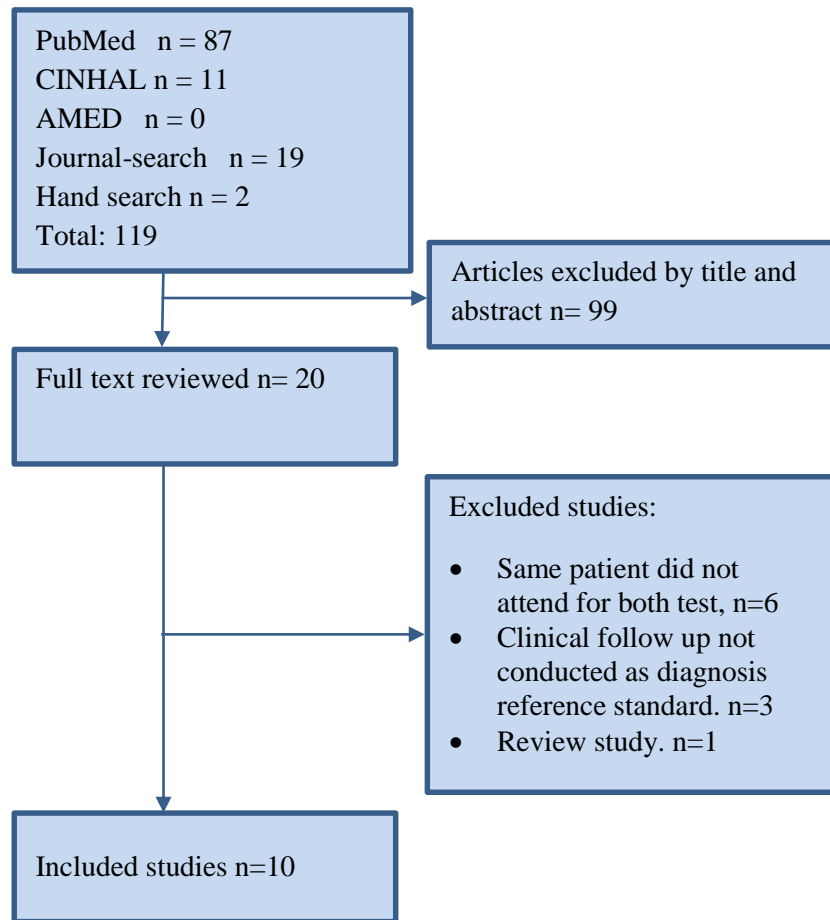 PubMed n = 87
CINHAL n = 11
AMED n = 0
Journal-search n = 19
Hand search n = 2
Total: 119
Articles excluded by title and
abstract n= 99
Full text reviewed n= 20
Excluded studies:
• Same patient did not
attend for both test, n=6
• Clinical follow up not
conducted as diagnosis
reference standard. n=3
• Review study. n=1
Included studies n=10